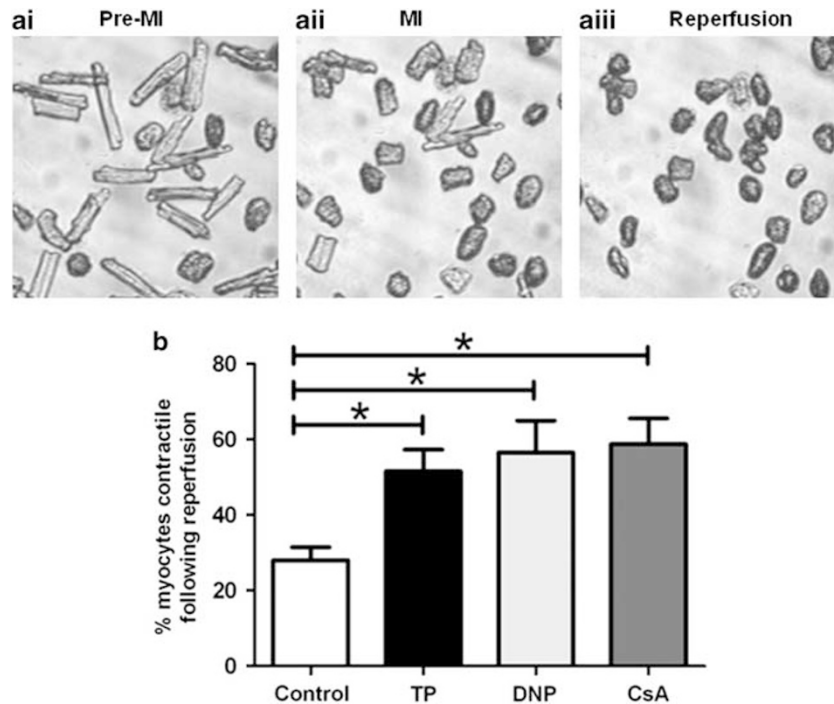 ai Pre-MI aii MI aiii Reperfusion
b
% myocytes contractile
following reperfusion
80
60
40
20
0
*
*
*
Control TP DNP CsA